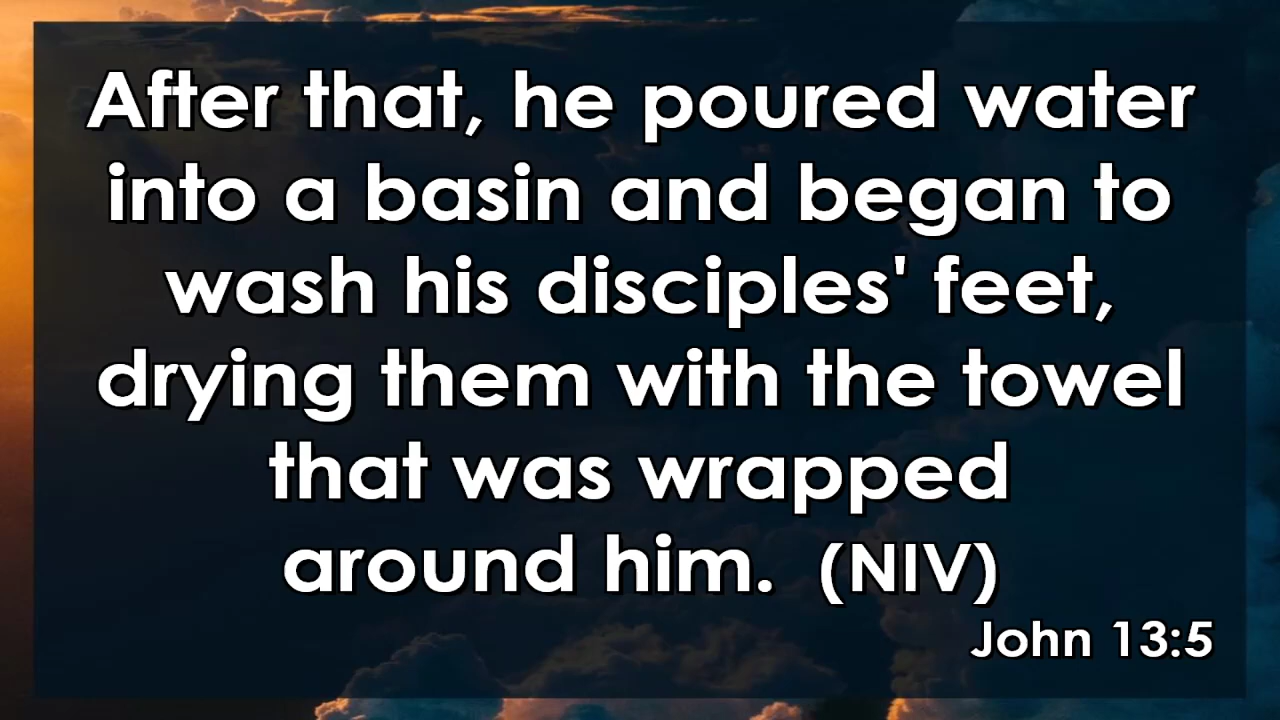 After that, he poured water
into a basin and began to
wash his disciples' feet,
drying them with the towel
that was wrapped
around him.  (NIV)
John 13:5